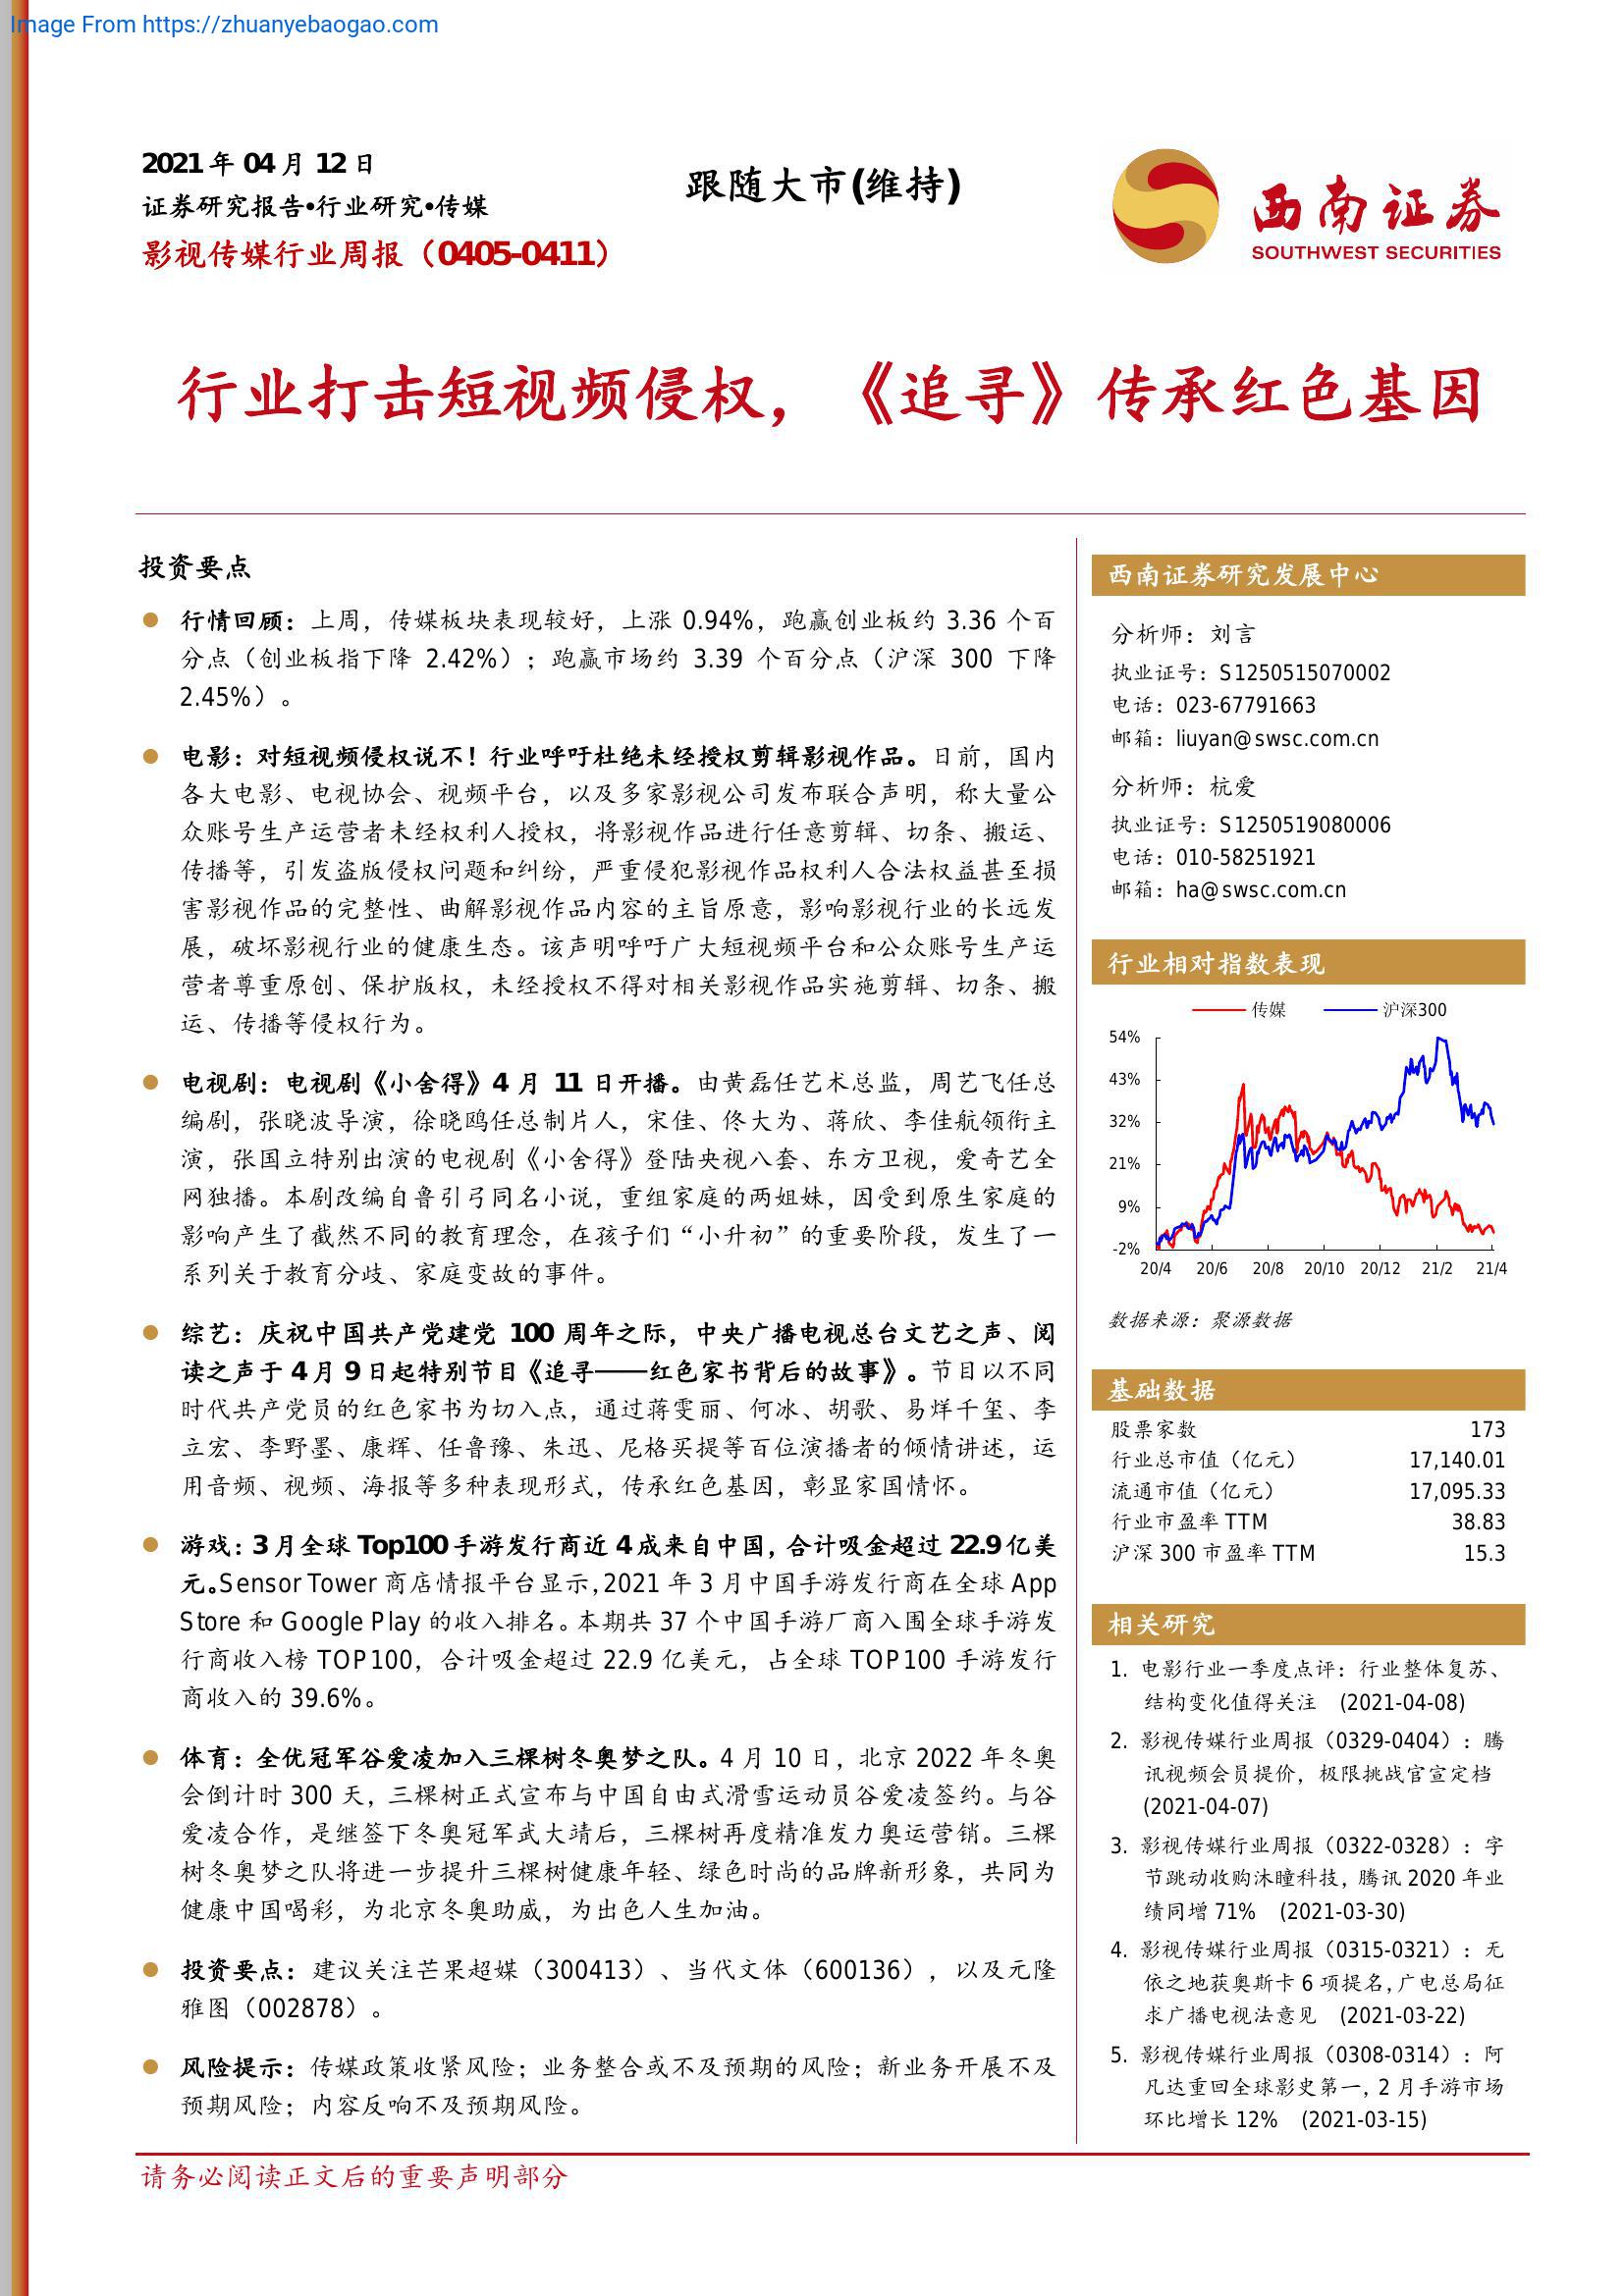 Image From https://zhuanyebaogao.com
2021 年 04 月 12 日
证券研究报告•行业研究•传媒
影视传媒行业周报（0405-0411）
跟随大市(维持)
西南证券
SOUTHWEST SECURITIES
行业打击短视频侵权，《追寻》传承红色基因
投资要点
行情回顾：上周，传媒板块表现较好，上涨 0.94%，跑赢创业板约 3.36 个百
分点（创业板指下降 2.42%）；跑赢市场约 3.39 个百分点（沪深 300 下降
2.45%）。
电影：对短视频侵权说不！行业呼吁杜绝未经授权剪辑影视作品。日前，国内
各大电影、电视协会、视频平台，以及多家影视公司发布联合声明，称大量公
众账号生产运营者未经权利人授权，将影视作品进行任意剪辑、切条、搬运、
传播等，引发盗版侵权问题和纠纷，严重侵犯影视作品权利人合法权益甚至损
害影视作品的完整性、曲解影视作品内容的主旨原意，影响影视行业的长远发
展，破坏影视行业的健康生态。该声明呼吁广大短视频平台和公众账号生产运
营者尊重原创、保护版权，未经授权不得对相关影视作品实施剪辑、切条、搬
运、传播等侵权行为。
电视剧：电视剧《小舍得》4 月 11 日开播。由黄磊任艺术总监，周艺飞任总
编剧，张晓波导演，徐晓鸥任总制片人，宋佳、佟大为、蒋欣、李佳航领衔主
演，张国立特别出演的电视剧《小舍得》登陆央视八套、东方卫视，爱奇艺全
网独播。本剧改编自鲁引弓同名小说，重组家庭的两姐妹，因受到原生家庭的
影响产生了截然不同的教育理念，在孩子们“小升初”的重要阶段，发生了一
系列关于教育分歧、家庭变故的事件。
综艺：庆祝中国共产党建党 100 周年之际，中央广播电视总台文艺之声、阅
读之声于 4 月 9 日起特别节目《追寻——红色家书背后的故事》。节目以不同
时代共产党员的红色家书为切入点，通过蒋雯丽、何冰、胡歌、易烊千玺、李
立宏、李野墨、康辉、任鲁豫、朱迅、尼格买提等百位演播者的倾情讲述，运
用音频、视频、海报等多种表现形式，传承红色基因，彰显家国情怀。
游戏：3 月全球 Top100 手游发行商近 4 成来自中国，合计吸金超过 22.9 亿美
元。Sensor Tower 商店情报平台显示，2021 年 3 月中国手游发行商在全球 App
Store 和 Google Play 的收入排名。本期共 37 个中国手游厂商入围全球手游发
行商收入榜 TOP100，合计吸金超过 22.9 亿美元，占全球 TOP100 手游发行
商收入的 39.6%。
体育：全优冠军谷爱凌加入三棵树冬奥梦之队。4 月 10 日，北京 2022 年冬奥
会倒计时 300 天，三棵树正式宣布与中国自由式滑雪运动员谷爱凌签约。与谷
爱凌合作，是继签下冬奥冠军武大靖后，三棵树再度精准发力奥运营销。三棵
树冬奥梦之队将进一步提升三棵树健康年轻、绿色时尚的品牌新形象，共同为
健康中国喝彩，为北京冬奥助威，为出色人生加油。
投资要点：建议关注芒果超媒（300413）、当代文体（600136），以及元隆
雅图（002878）。
风险提示：传媒政策收紧风险；业务整合或不及预期的风险；新业务开展不及
预期风险；内容反响不及预期风险。
西南证券研究发展中心
分析师：刘言
执业证号：S1250515070002
电话：023-67791663
邮箱：liuyan@swsc.com.cn
分析师：杭爱
执业证号：S1250519080006
电话：010-58251921
邮箱：ha@swsc.com.cn
行业相对指数表现
传媒 沪深300
54%
43%
32%
21%
9%
-2%
20/4 20/6 20/8 20/10 20/12 21/2 21/4
数据来源：聚源数据
基础数据
股票家数 173
行业总市值（亿元） 17,140.01
流通市值（亿元） 17,095.33
行业市盈率 TTM 38.83
沪深 300 市盈率 TTM 15.3
相关研究
1. 电影行业一季度点评：行业整体复苏、
结构变化值得关注 (2021-04-08)
2. 影视传媒行业周报（0329-0404）：腾
讯视频会员提价，极限挑战官宣定档
(2021-04-07)
3. 影视传媒行业周报（0322-0328）：字
节跳动收购沐瞳科技，腾讯 2020 年业
绩同增 71% (2021-03-30)
4. 影视传媒行业周报（0315-0321）：无
依之地获奥斯卡 6 项提名，广电总局征
求广播电视法意见 (2021-03-22)
5. 影视传媒行业周报（0308-0314）：阿
凡达重回全球影史第一，2 月手游市场
环比增长 12% (2021-03-15)
请务必阅读正文后的重要声明部分